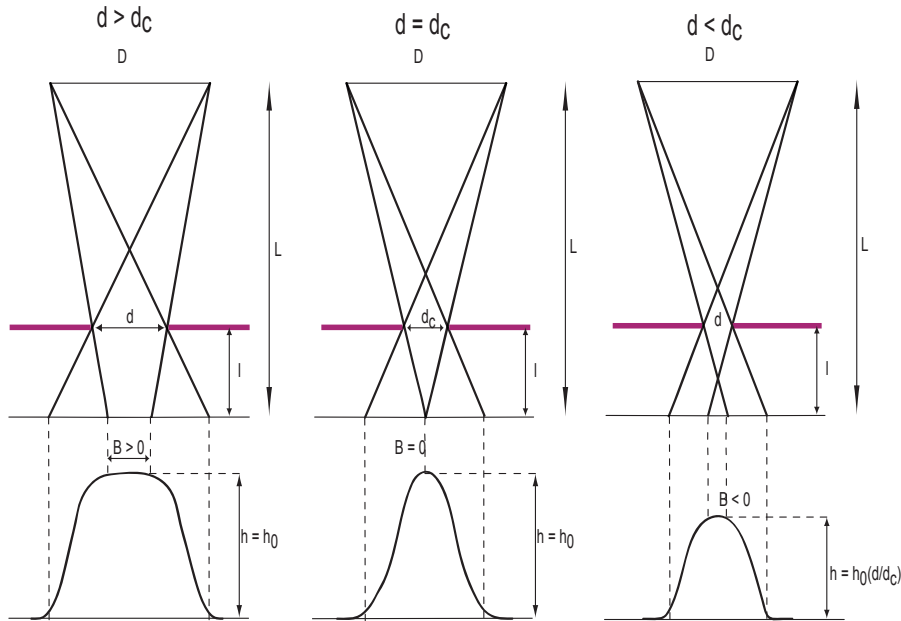 d > dc
D
L
d
l
B > 0
h = h0
d = dc
D
L
dc
l
B = 0
h = h0
d < dc
D
L
d
l
B < 0
h = h0(d/dc)